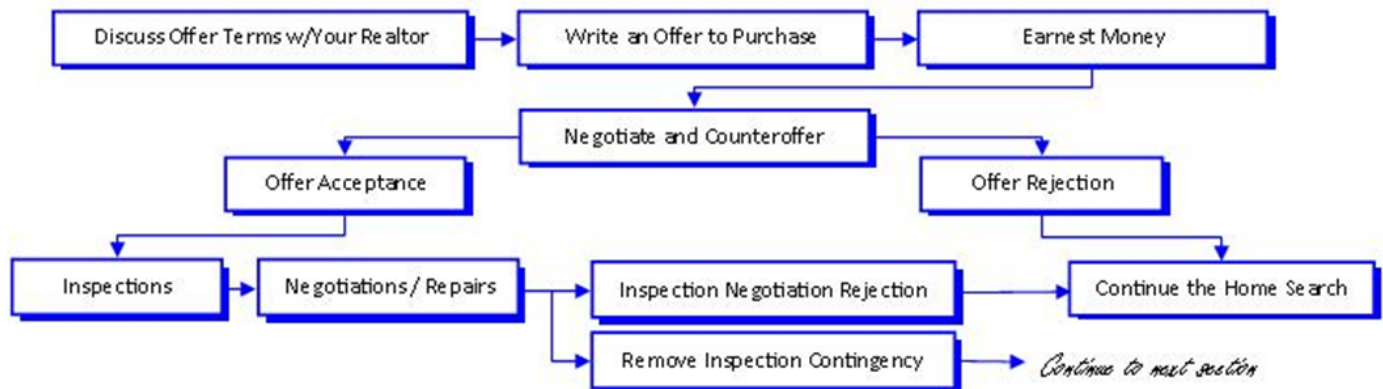 Discuss Offer Terms w/Your Realtor
Write an Offer to Purchase
Earnest Money
Negotiate and Counteroffer
Offer Acceptance
Offer Rejection
Inspections
Negotiations / Repairs
Inspection Negotiation Rejection
Continue the Home Search
Remove Inspection Contingency
Continue to next section